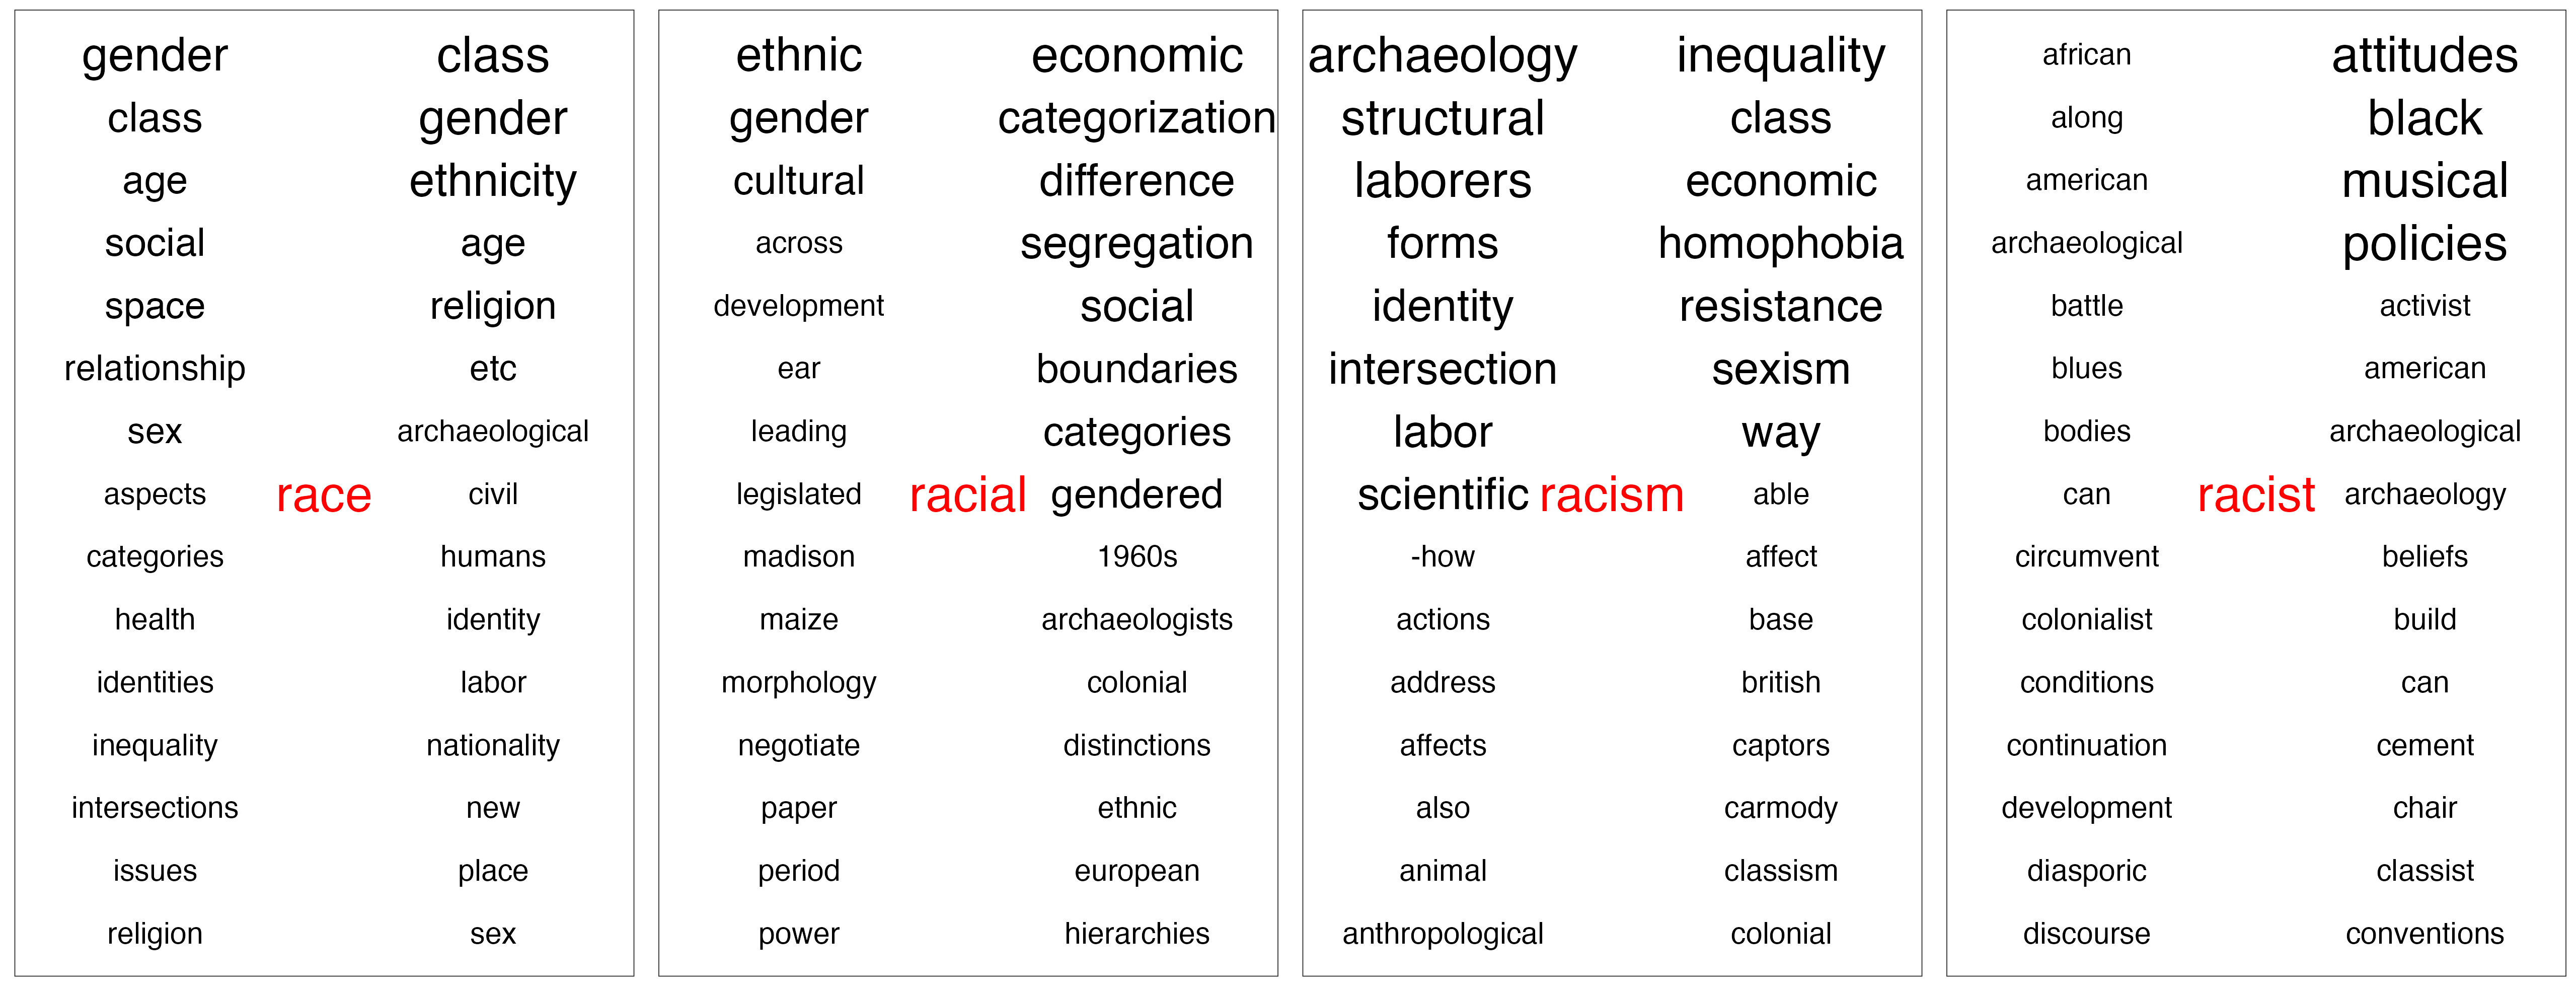 gender class
class gender
age ethnicity
social age
space religion
relationship etc
sex archaeological
aspects race civil
categories humans
health identity
identities labor
inequality nationality
intersections new
issues place
religion sex
ethnic economic
gender categorization
cultural difference
across segregation
development social
ear boundaries
leading categories
legislated racial gendered
madison 1960s
maize archaeologists
morphology colonial
negotiate distinctions
paper ethnic
period european
power hierarchies
archaeology inequality
structural class
laborers economic
forms homophobia
identity resistance
intersection sexism
labor way
scientific racism able
-how affect
actions base
address british
affects captors
also carmody
animal classism
anthropological colonial
african attitudes
along black
american musical
archaeological policies
battle activist
blues american
bodies archaeological
can racist archaeology
circumvent beliefs
colonialist build
conditions can
continuation cement
development chair
diasporic classist
discourse conventions